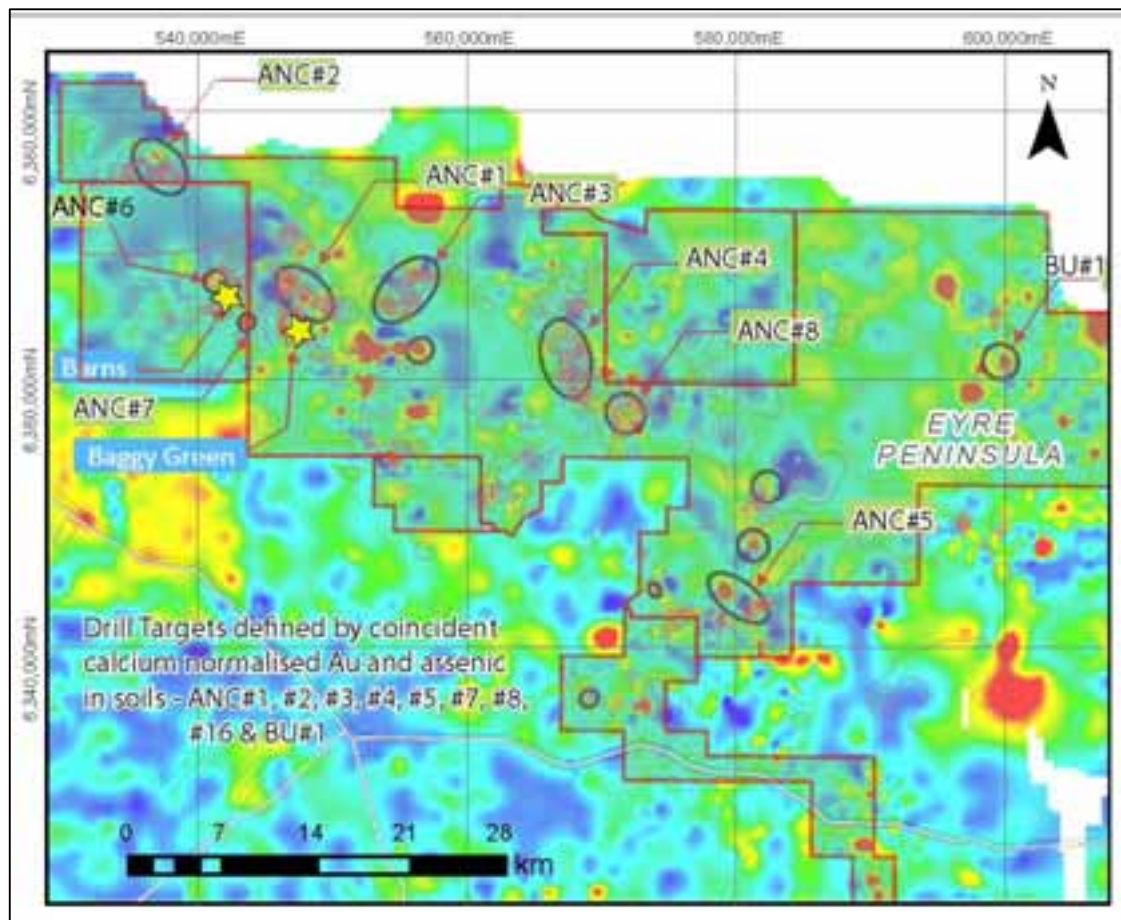 540,000mE
560,000mE
580,000mE
600,000mE
ANC#2
N
6,380,000mN
ANC#1
ANC#3
ANC#6
ANC#4
BU#1
ANC#8
Barns
ANC#7
6,360,000mN
EYRE
PENINSULA
Baggy Green
ANC#5
Drill Targets defined by coincident
calcium normalised Au and arsenic
in soils - ANC#1, #2, #3, #4, #5, #7, #8,
#16 & BU#1
6,340,000mN
0 7 14 21 28
km